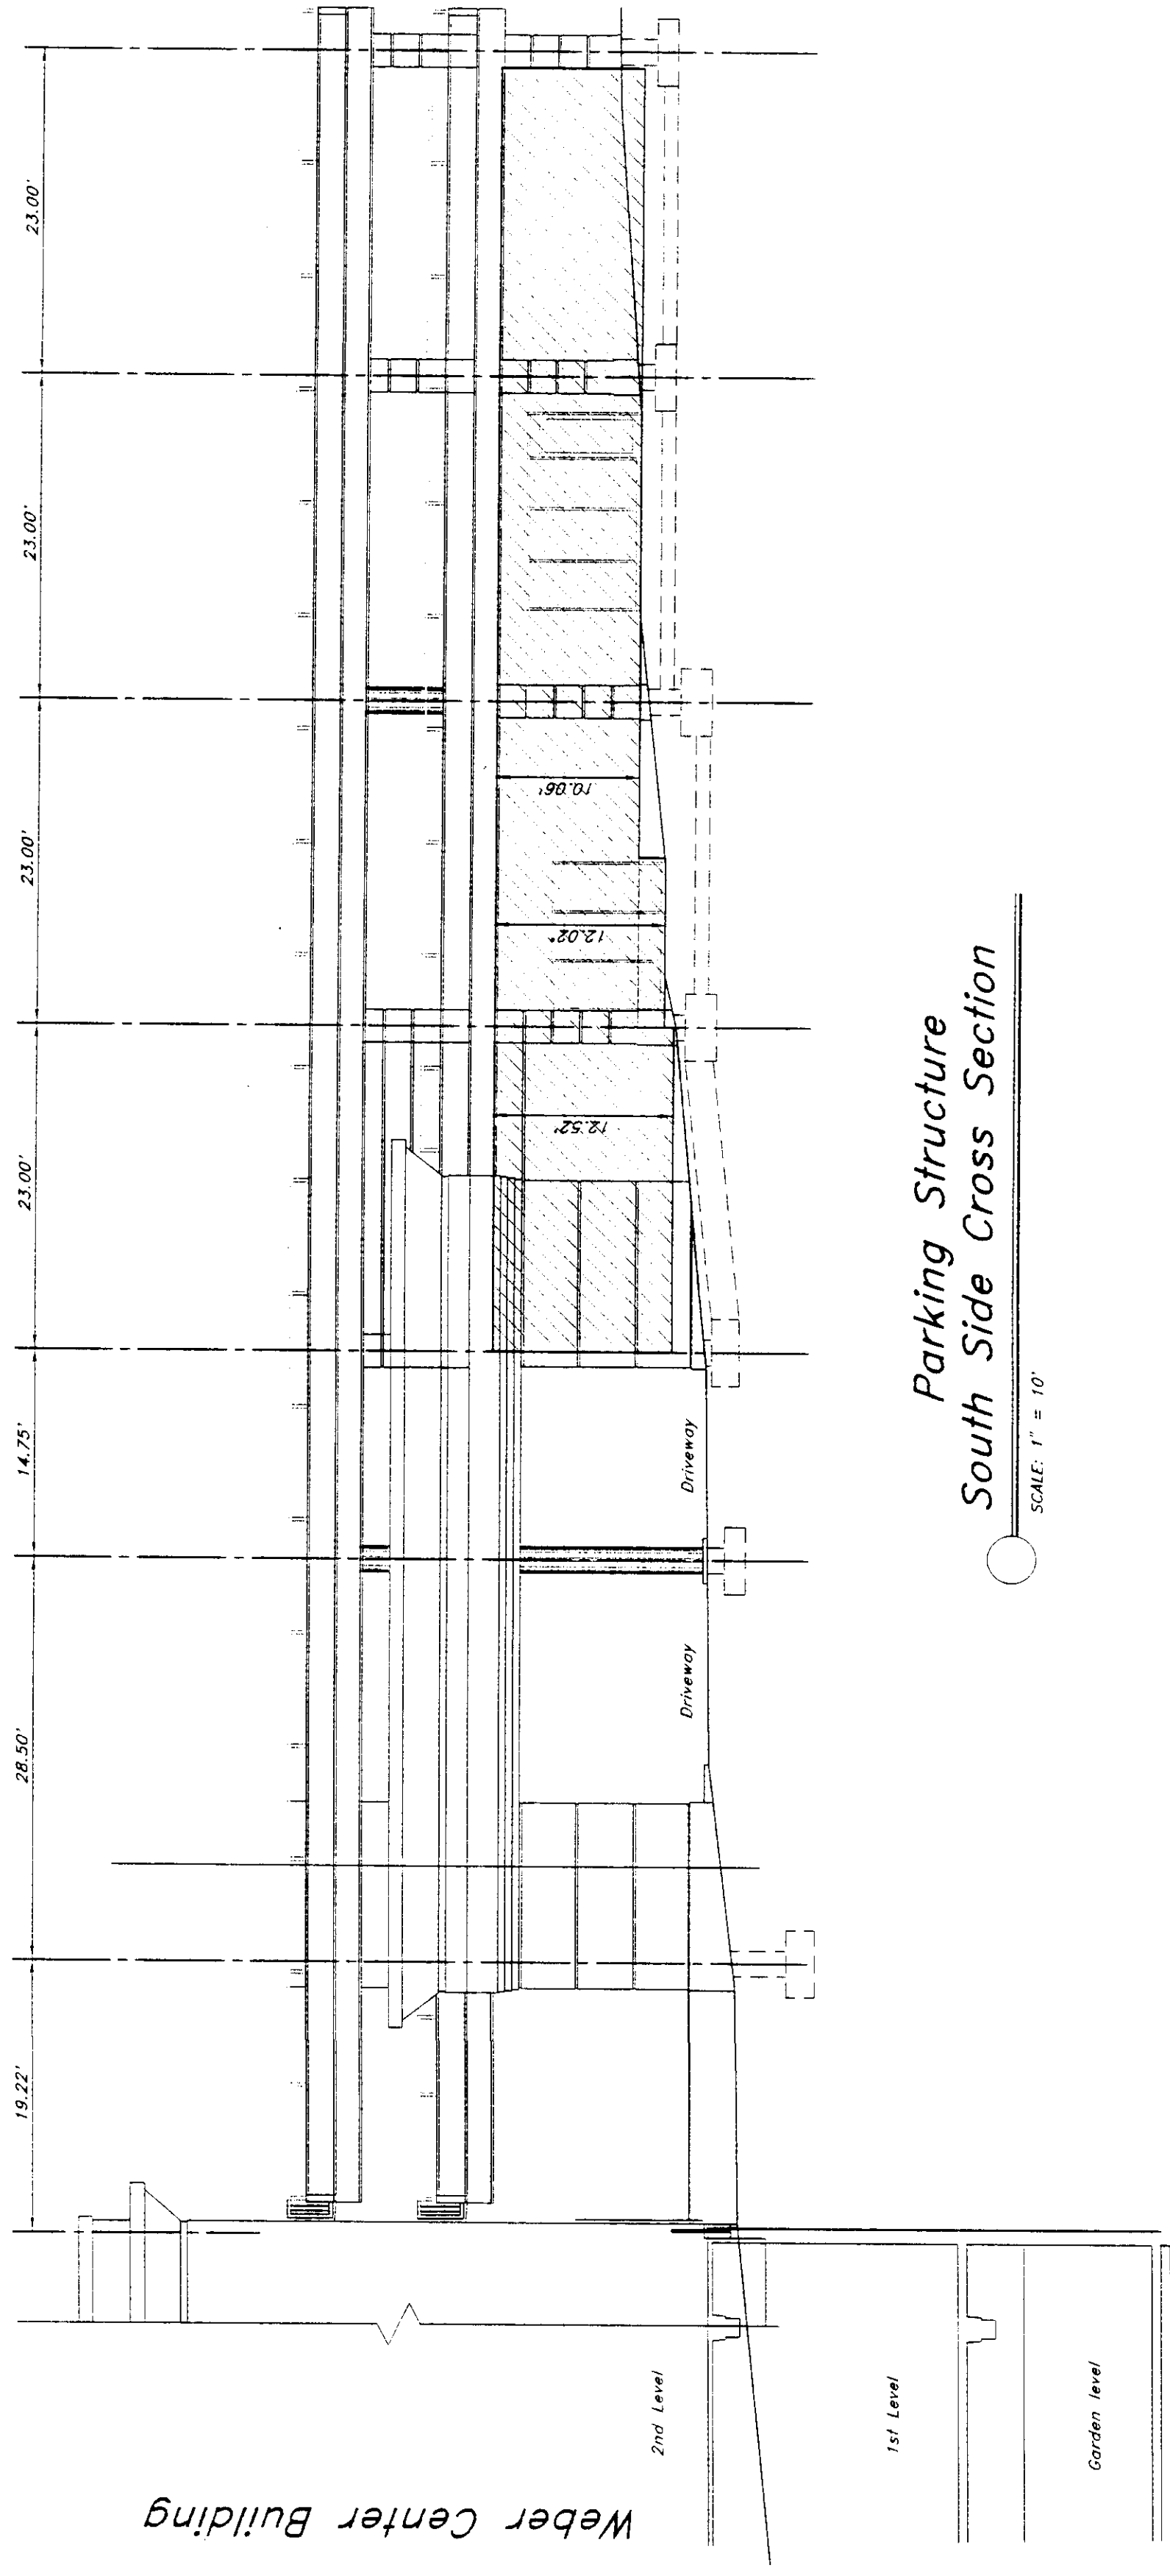 19.22'
28.50'
14.75'
23.00'
23.00'
23.00'
23.00'
12.52'
12.02'
10.06'
Driveway
Driveway
2nd Level
1st Level
Garden level
Weber Center Building
Parking Structure
South Side Cross Section
SCALE: 1" = 10'